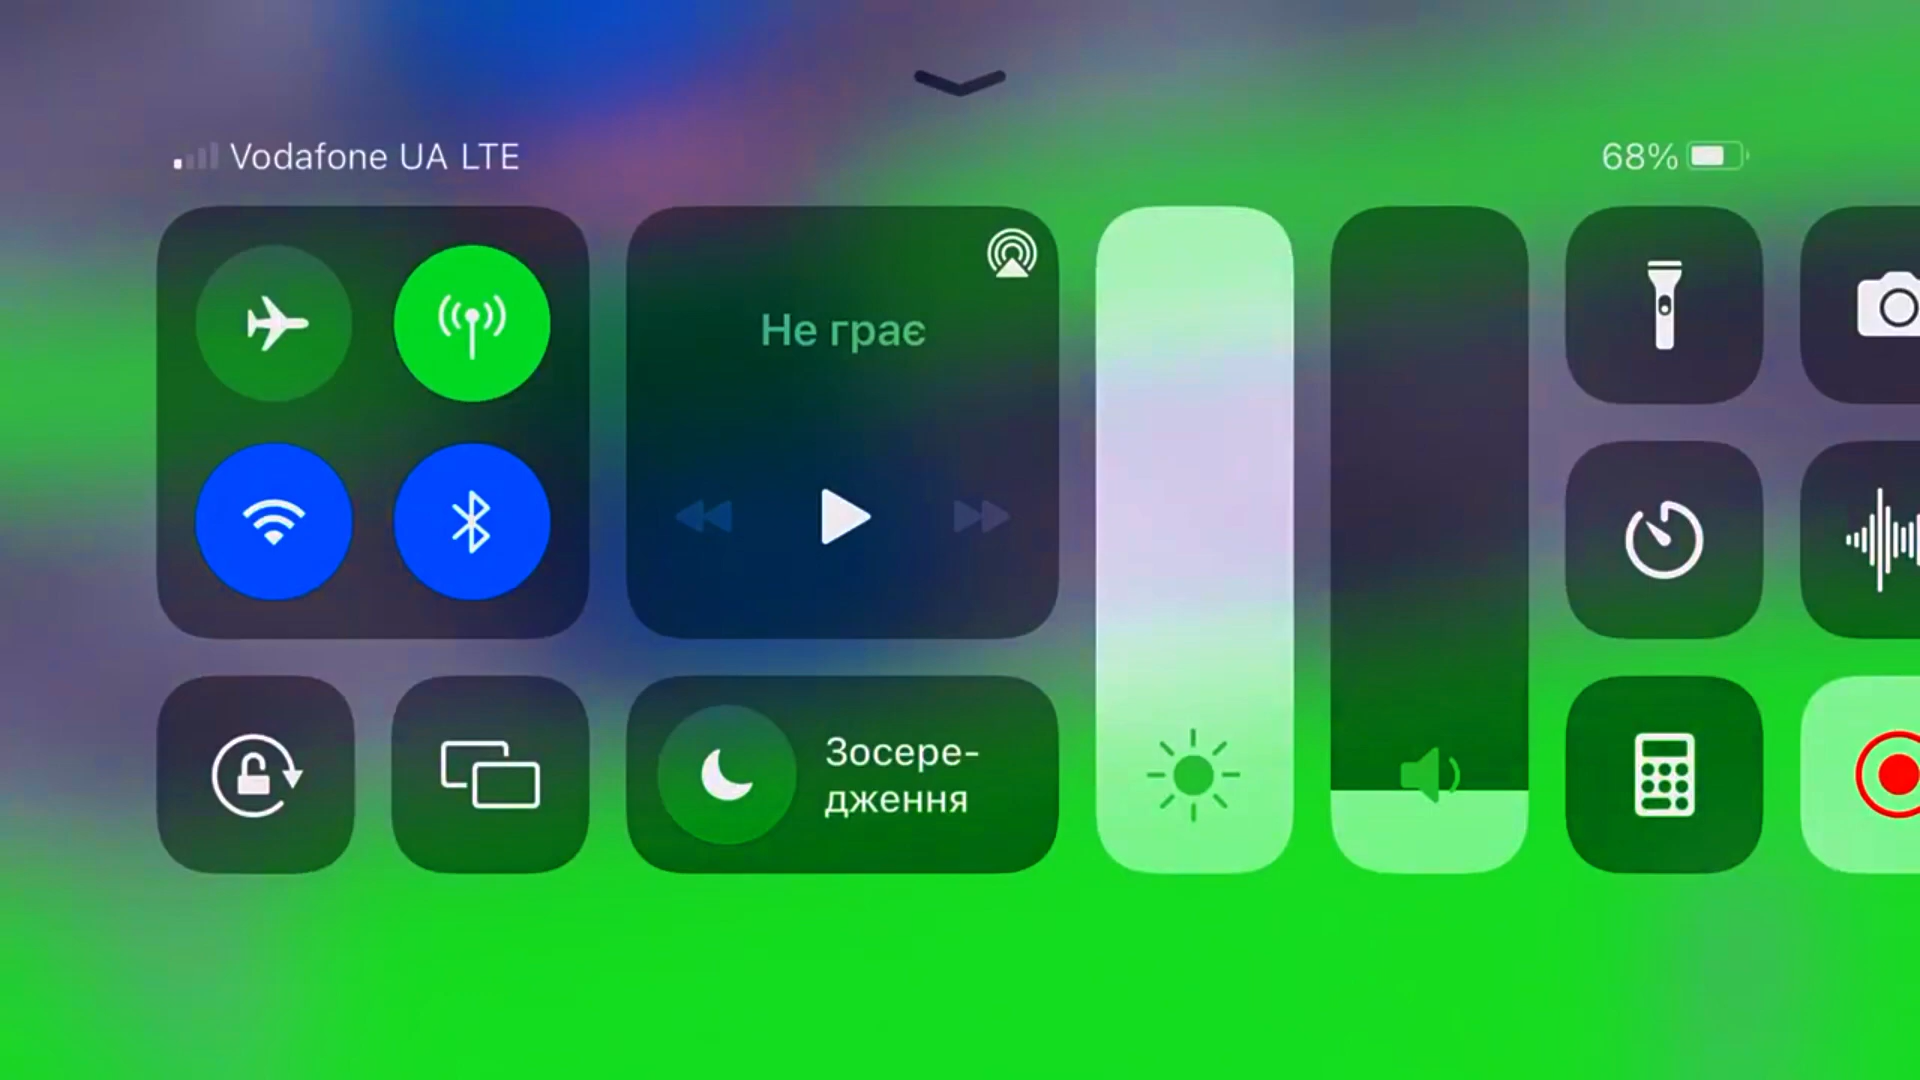 Vodafone UA LTE
68%
Не грає
Зосере-
дження